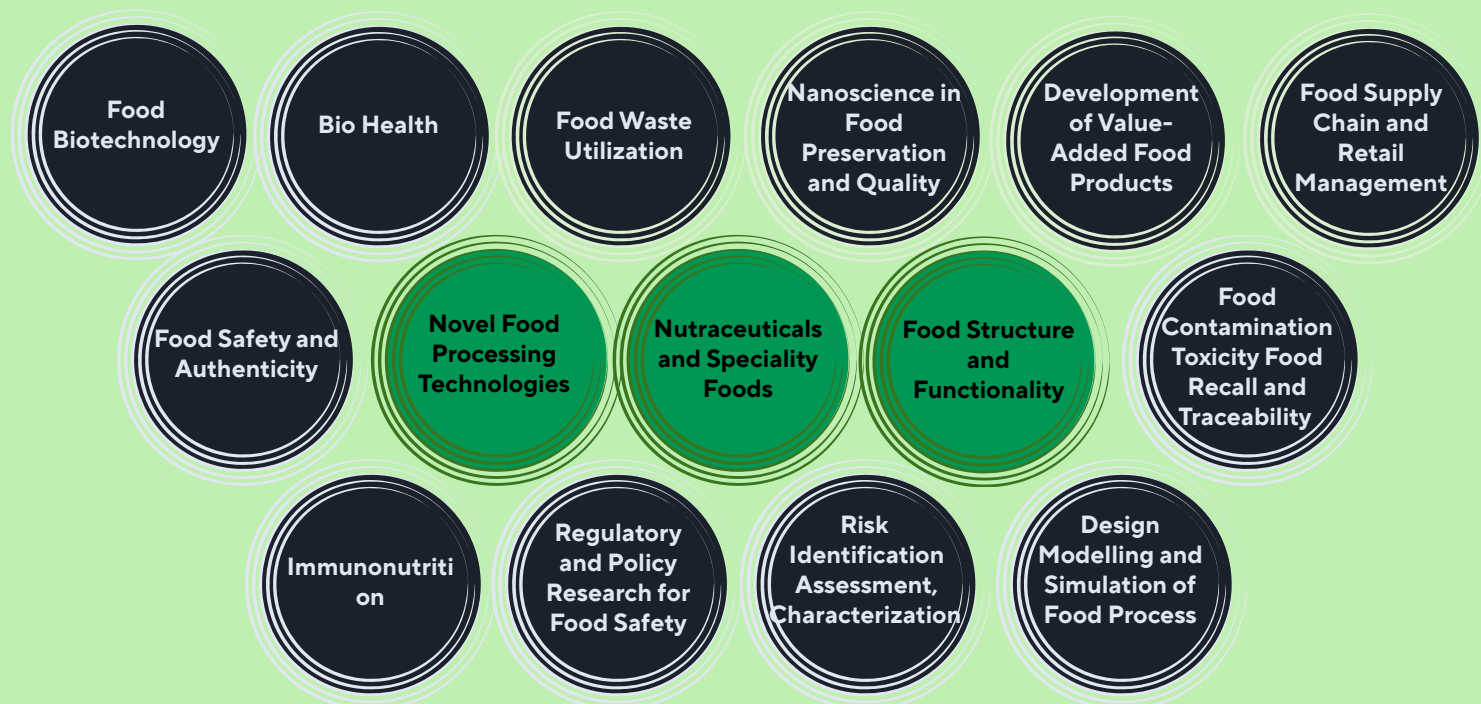 Food
Biotechnology
Bio Health
Food Waste
Utilization
Nanoscience in
Food
Preservation
and Quality
Development
of Value-
Added Food
Products
Food Supply
Chain and
Retail
Management
Food Safety and
Authenticity
Novel Food
Processing
Technologies
Nutraceuticals
and Speciality
Foods
Food Structure
and
Functionality
Food
Contamination
Toxicity Food
Recall and
Traceability
Immunonutriti
on
Regulatory
and Policy
Research for
Food Safety
Risk
Identification
Assessment,
Characterization
Design
Modelling and
Simulation of
Food Process